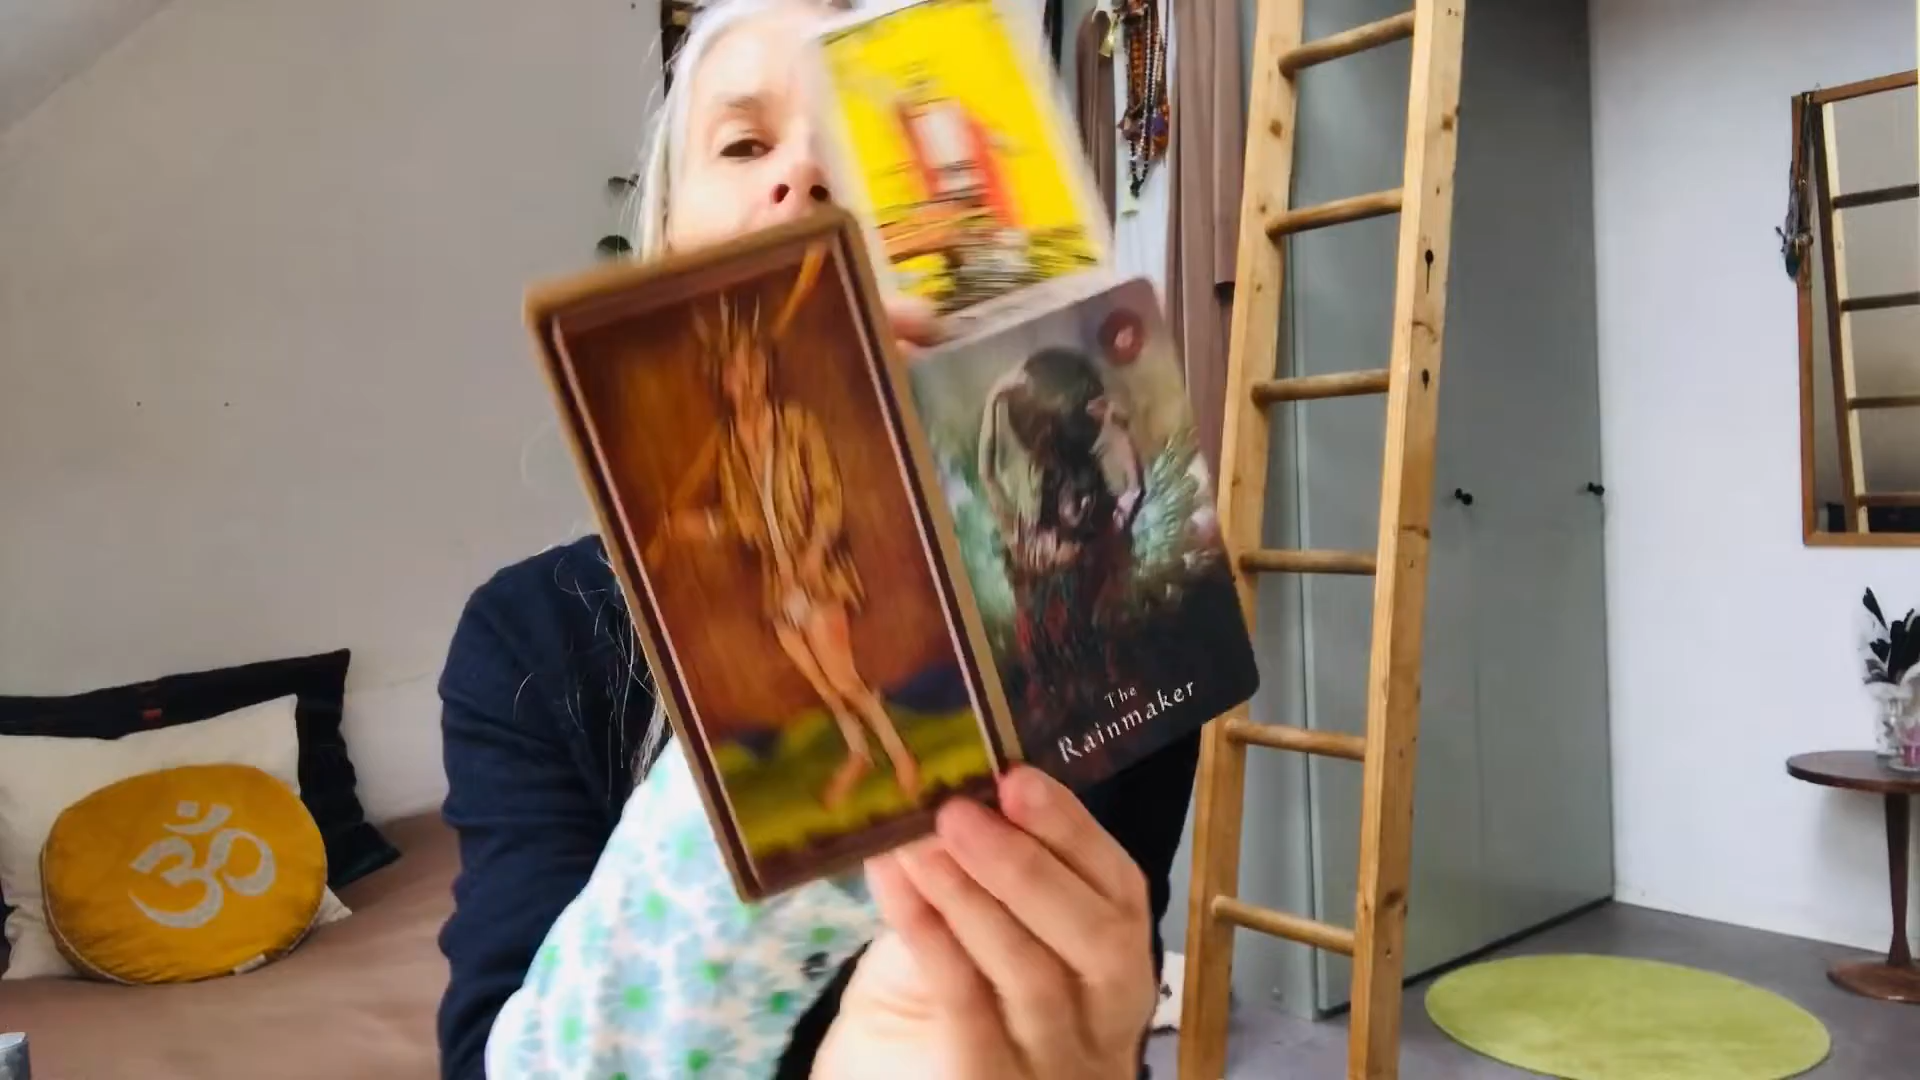 The
Rainmaker
ॐ